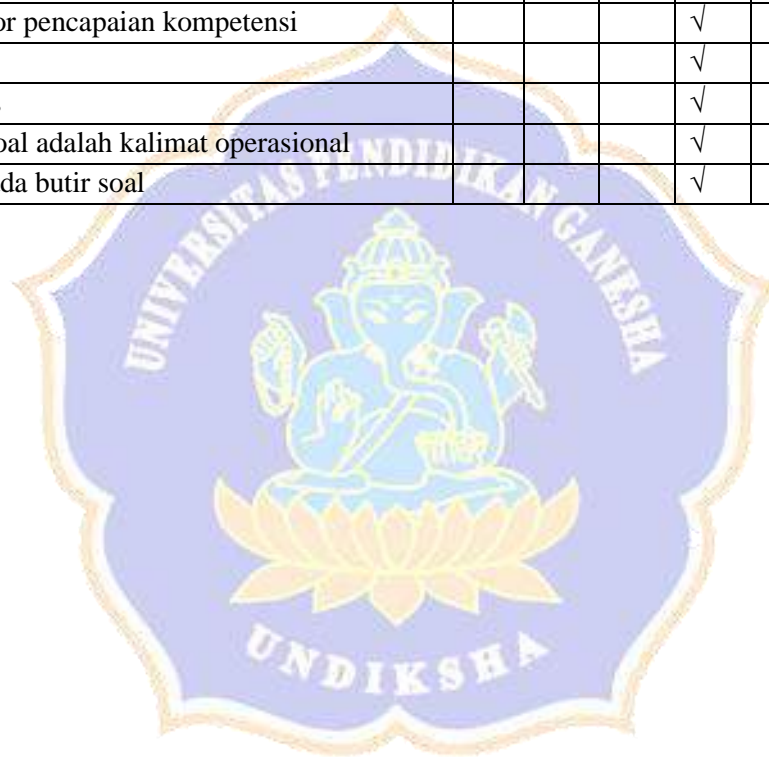 or pencapaian kompetensi √
√
√
oal adalah kalimat operasional √
da butir soal √
UNIVERSITAS PENDIDIKAN GANESHA
UNDIKSHA